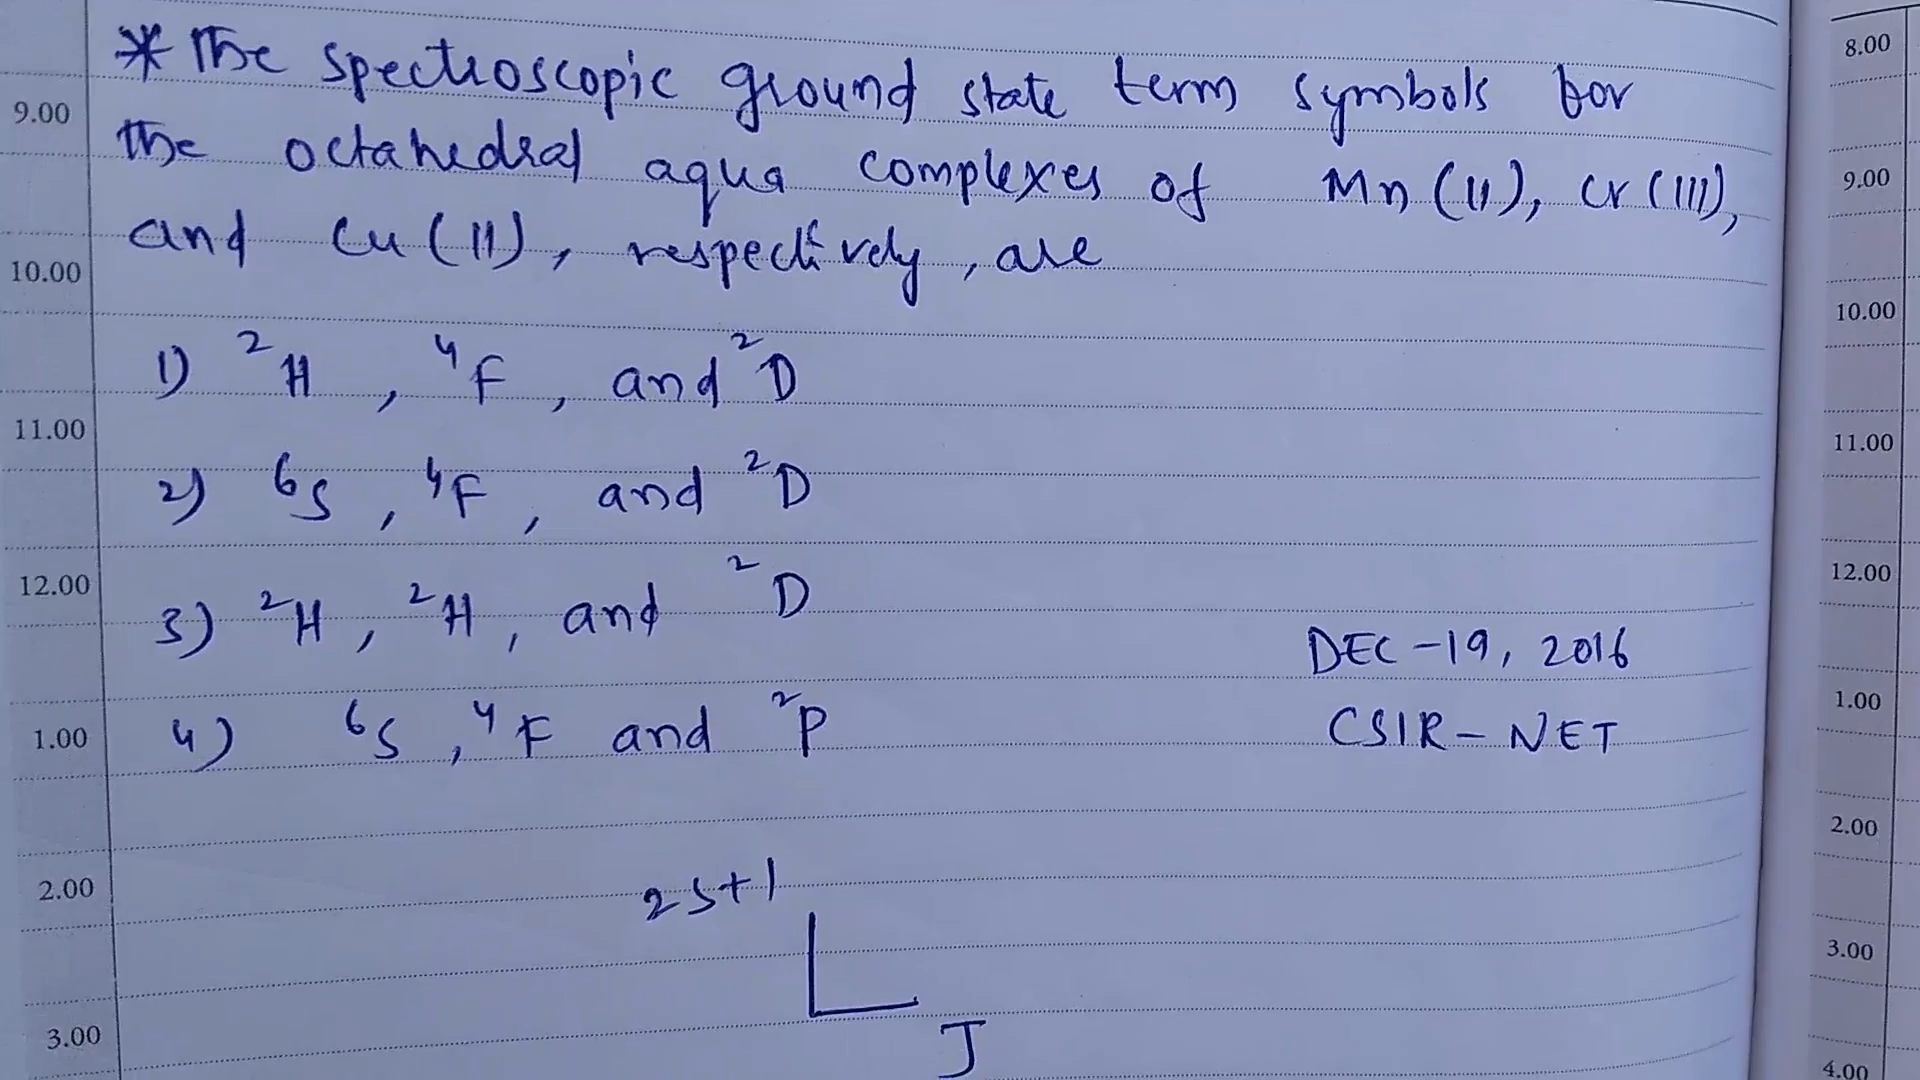 * The spectroscopic ground state term symbols for
the octahedral aqua complexes of Mn (II), Cr (III),
and Cu (II), respectively, are
1) ²H, ⁴F, and ²D
2) ⁶S, ⁴F, and ²D
3) ²H, ²H, and ²D
4) ⁶S, ⁴F and ²P
DEC-19, 2016
CSIR-NET
2S+1
L
J
9.00
10.00
11.00
12.00
1.00
2.00
3.00
8.00
9.00
10.00
11.00
12.00
1.00
2.00
3.00
4.00